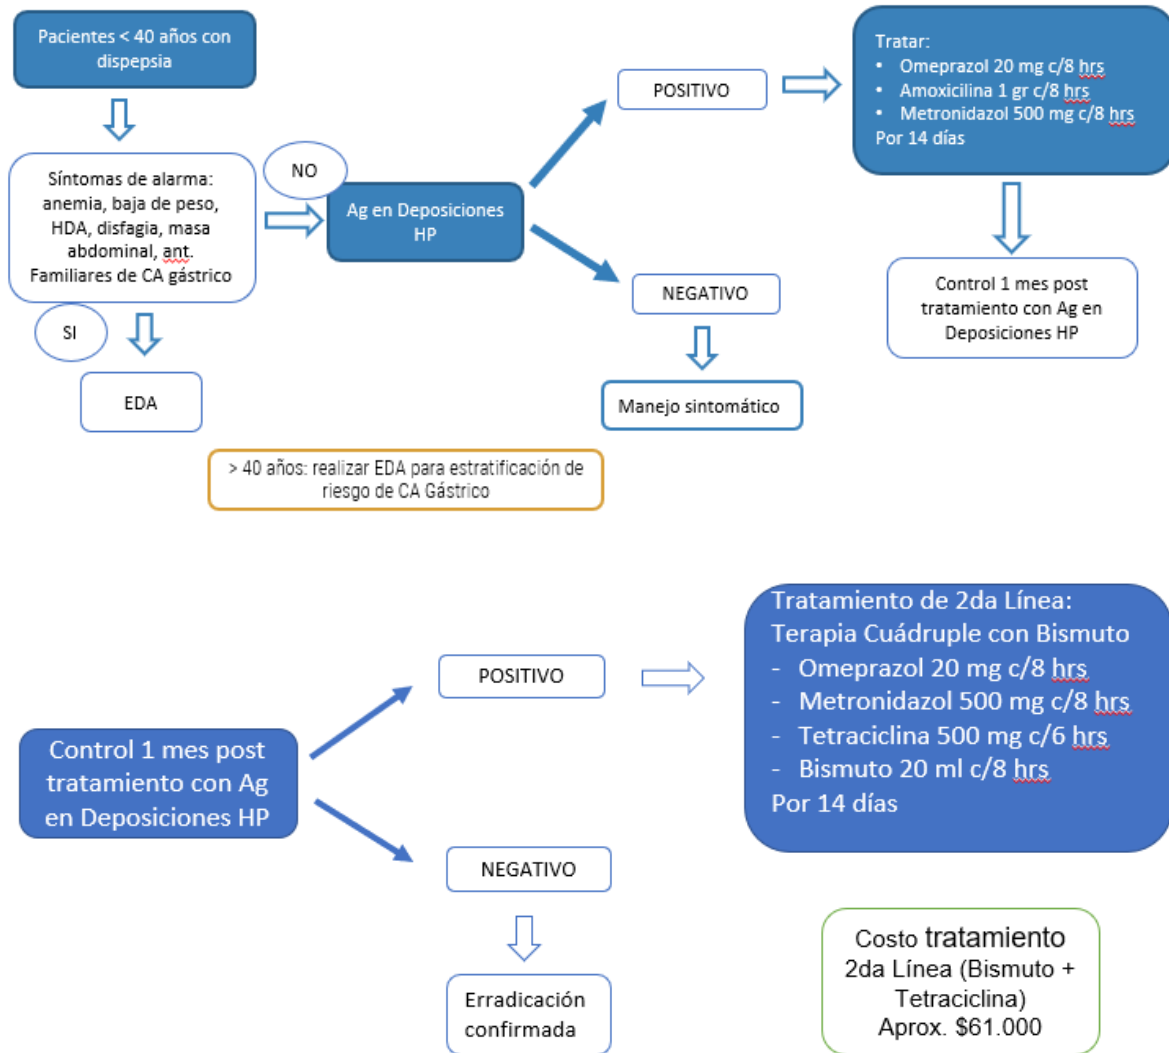 Pacientes < 40 años con
dispepsia
Síntomas de alarma:
anemia, baja de peso,
HDA, disfagia, masa
abdominal, ant.
Familiares de CA gástrico
NO
SI
EDA
Ag en Deposiciones
HP
POSITIVO
NEGATIVO
Manejo sintomático
Tratar:
• Omeprazol 20 mg c/8 hrs
• Amoxicilina 1 gr c/8 hrs
• Metronidazol 500 mg c/8 hrs
Por 14 días
Control 1 mes post
tratamiento con Ag en
Deposiciones HP
> 40 años: realizar EDA para estratificación de
riesgo de CA Gástrico
Control 1 mes post
tratamiento con Ag
en Deposiciones HP
POSITIVO
NEGATIVO
Erradicación
confirmada
Tratamiento de 2da Línea:
Terapia Cuádruple con Bismuto
- Omeprazol 20 mg c/8 hrs
- Metronidazol 500 mg c/8 hrs
- Tetraciclina 500 mg c/6 hrs
- Bismuto 20 ml c/8 hrs
Por 14 días
Costo tratamiento
2da Línea (Bismuto +
Tetraciclina)
Aprox. $61.000